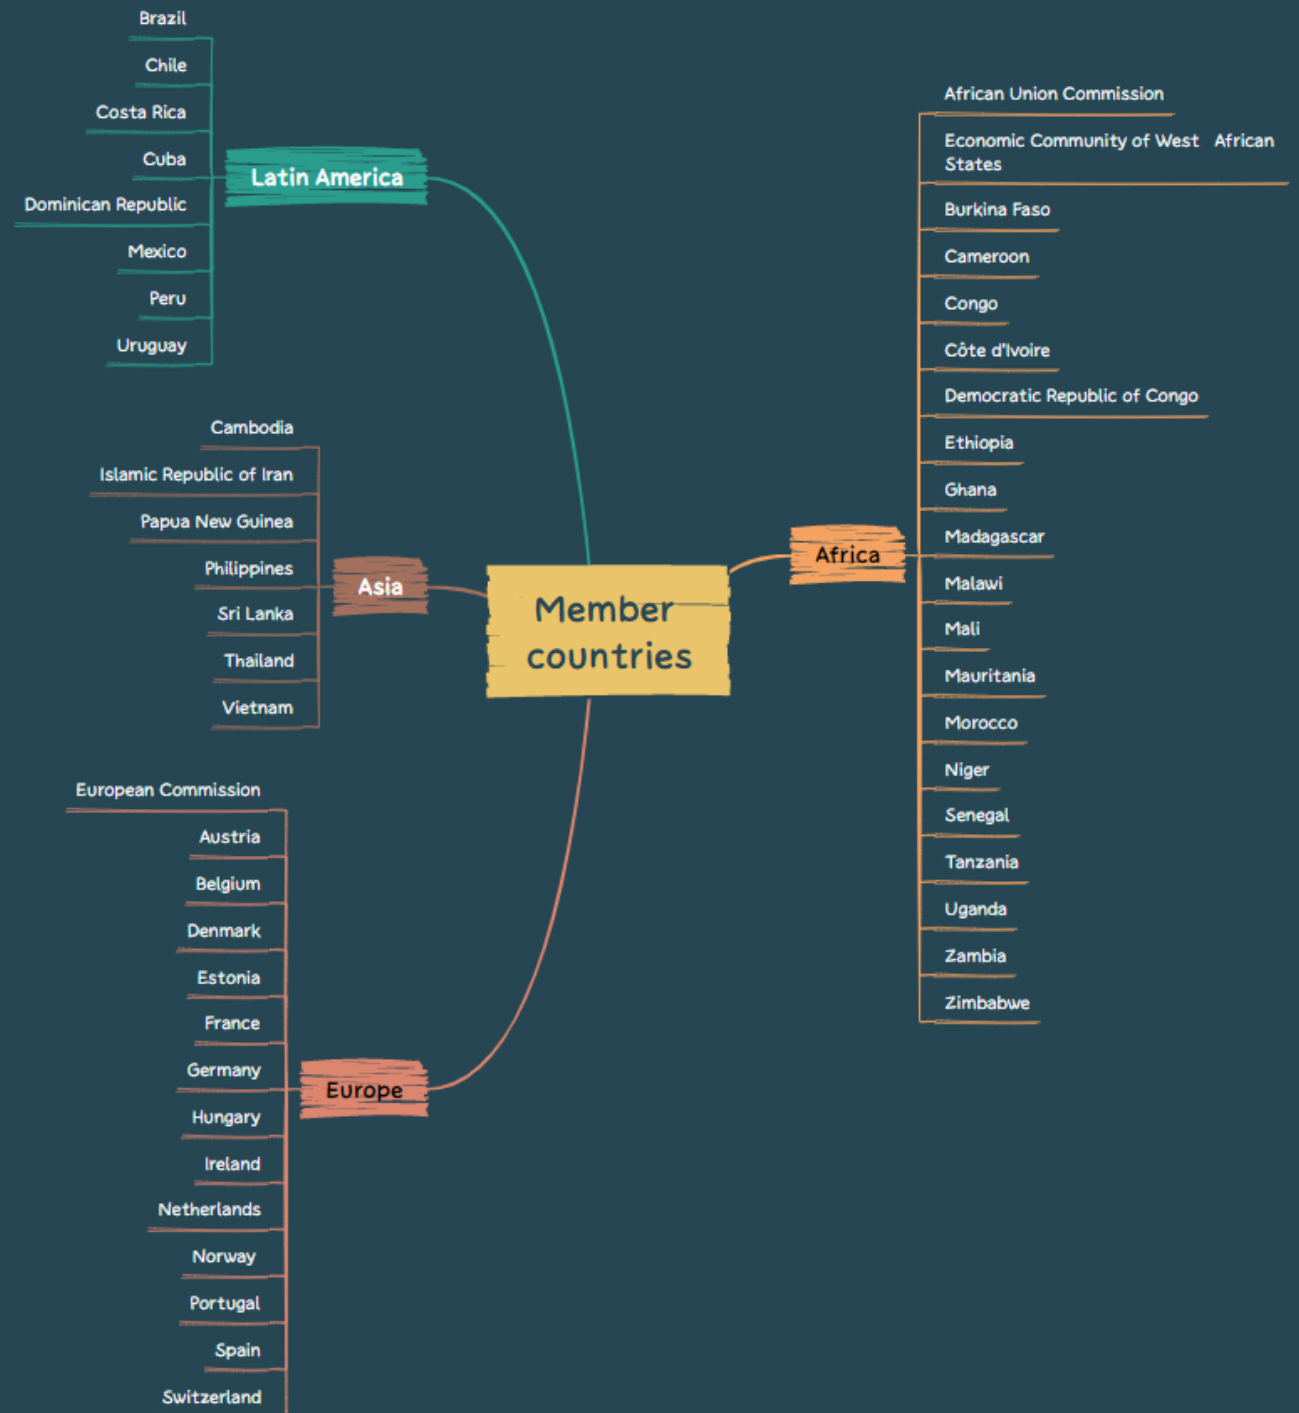 Member
countries
Latin America
Brazil
Chile
Costa Rica
Cuba
Dominican Republic
Mexico
Peru
Uruguay
Asia
Cambodia
Islamic Republic of Iran
Papua New Guinea
Philippines
Sri Lanka
Thailand
Vietnam
Europe
European Commission
Austria
Belgium
Denmark
Estonia
France
Germany
Hungary
Ireland
Netherlands
Norway
Portugal
Spain
Switzerland
Africa
African Union Commission
Economic Community of West African
States
Burkina Faso
Cameroon
Congo
Côte d'Ivoire
Democratic Republic of Congo
Ethiopia
Ghana
Madagascar
Malawi
Mali
Mauritania
Morocco
Niger
Senegal
Tanzania
Uganda
Zambia
Zimbabwe